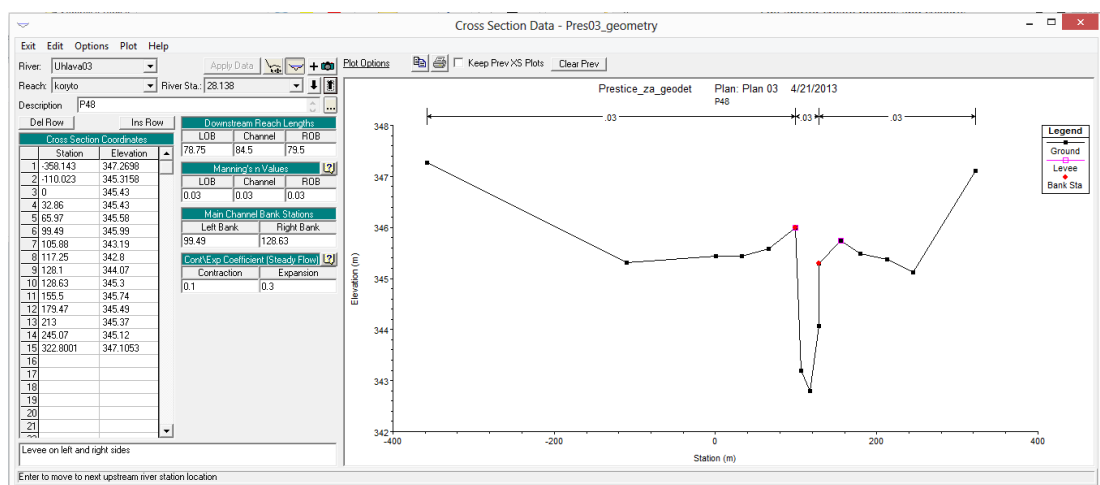 Cross Section Data - Pres03_geometry
Exit Edit Options Plot Help
River: Uhlava03 Apply Data Plot Options Keep Prev XS Plots Clear Prev
Reach: koryto River Sta.: 28.138
Description P48 ...
Del Row Ins Row
Cross Section Coordinates
Station Elevation
1 -358.143 347.2698
2 -110.023 345.3158
3 0 345.43
4 32.86 345.43
5 65.97 345.58
6 99.49 345.99
7 105.88 343.19
8 117.25 342.8
9 128.1 344.07
10 128.63 345.3
11 155.5 345.74
12 179.47 345.49
13 213 345.37
14 245.07 345.12
15 322.8001 347.1053
16
17
18
19
20
21
Downstream Reach Lengths
LOB Channel ROB
78.75 84.5 79.5
Manning's n Values
LOB Channel ROB
0.03 0.03 0.03
Main Channel Bank Stations
Left Bank Right Bank
99.49 128.63
Cont\Exp Coefficient (Steady Flow)
Contraction Expansion
0.1 0.3
Levee on left and right sides
Enter to move to next upstream river station location
Prestice_za_geodet Plan: Plan 03 4/21/2013
P48
.03 .03 .03
348
347
346
345
344
343
342
-400 -200 0 200 400
Elevation (m)
Station (m)
Legend
Ground
Levee
Bank Sta